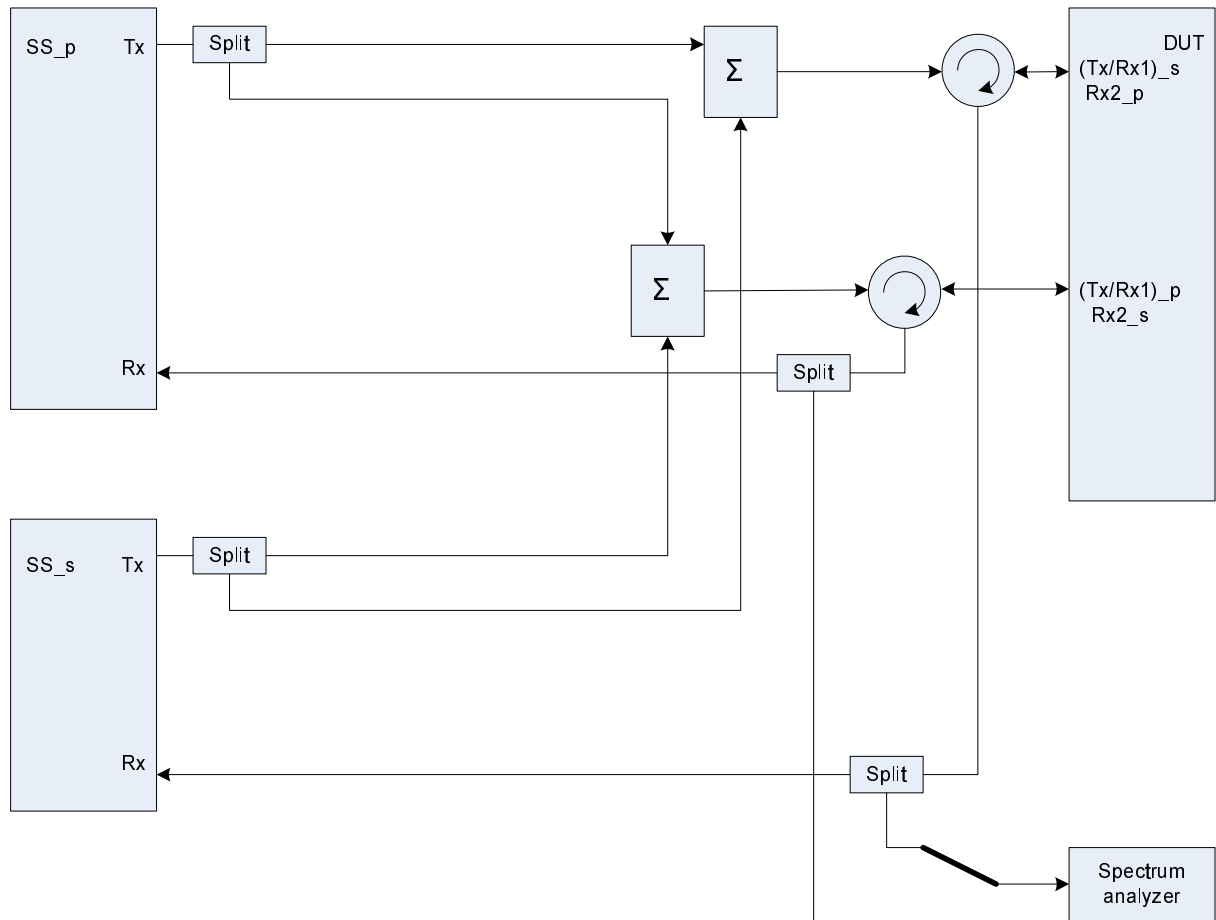 SS_p
Tx
Split
Σ
DUT
(Tx/Rx1)_s
Rx2_p
Σ
(Tx/Rx1)_p
Rx2_s
Rx
Split
SS_s
Tx
Split
Rx
Split
Spectrum
analyzer